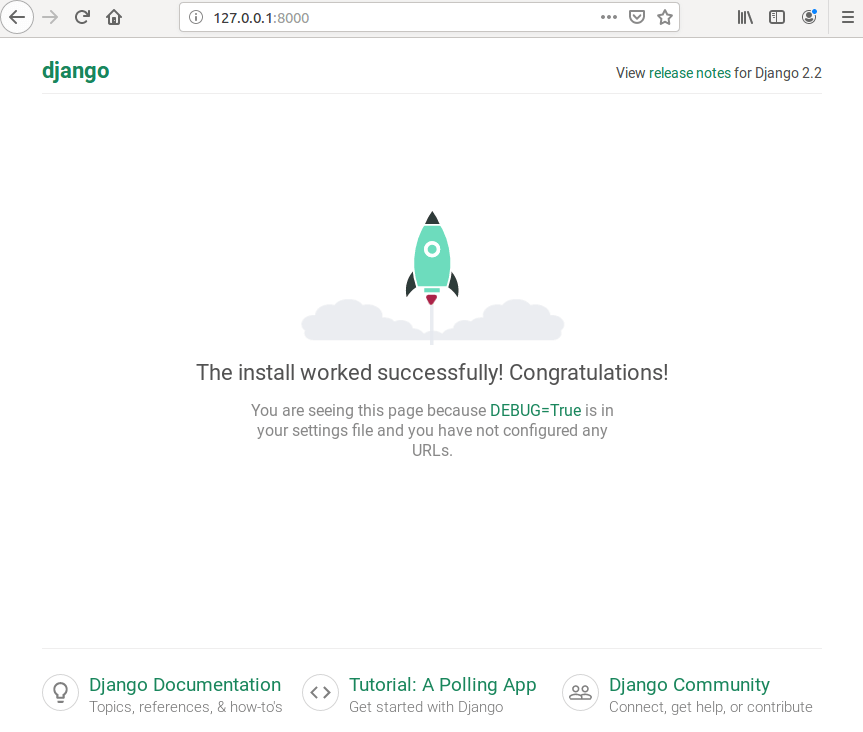 127.0.0.1:8000
django
View release notes for Django 2.2
The install worked successfully! Congratulations!
You are seeing this page because DEBUG=True is in
your settings file and you have not configured any
URLs.
Django Documentation
Topics, references, & how-to's
Tutorial: A Polling App
Get started with Django
Django Community
Connect, get help, or contribute